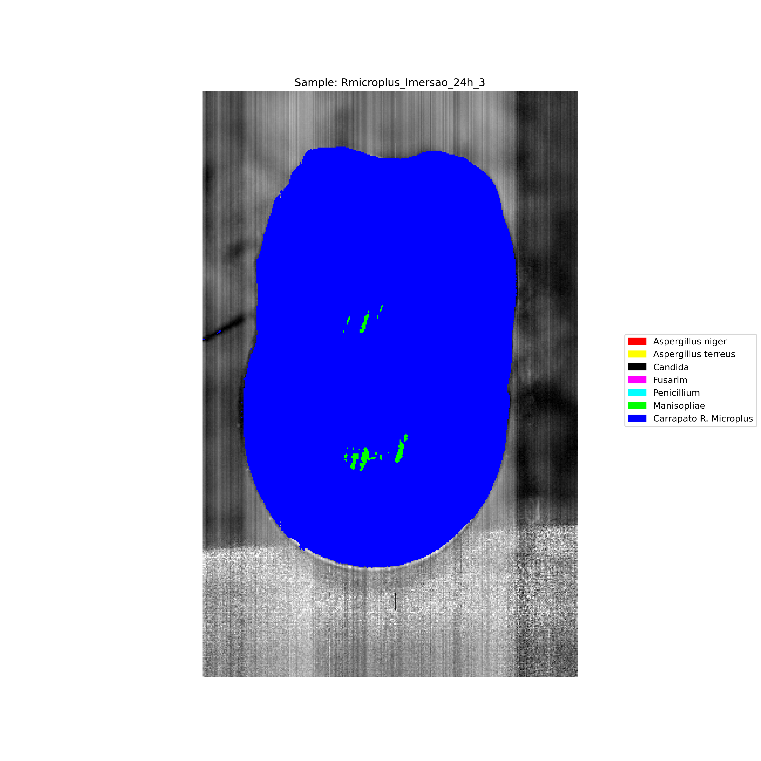 Sample: Rmicroplus_Imersao_24h_3
Aspergillus niger
Aspergillus terreus
Candida
Fusarim
Penicillium
Manisopliae
Carrapato R. Microplus